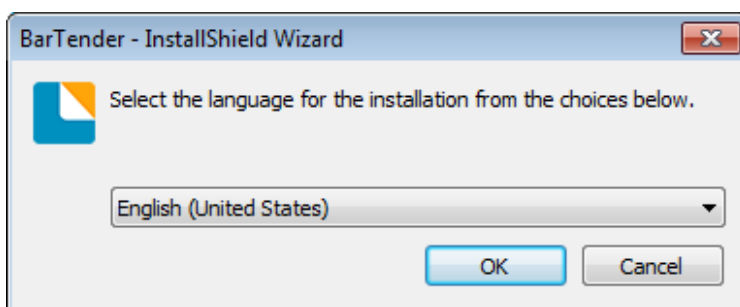 BarTender - InstallShield Wizard
Select the language for the installation from the choices below.
English (United States)
OK
Cancel